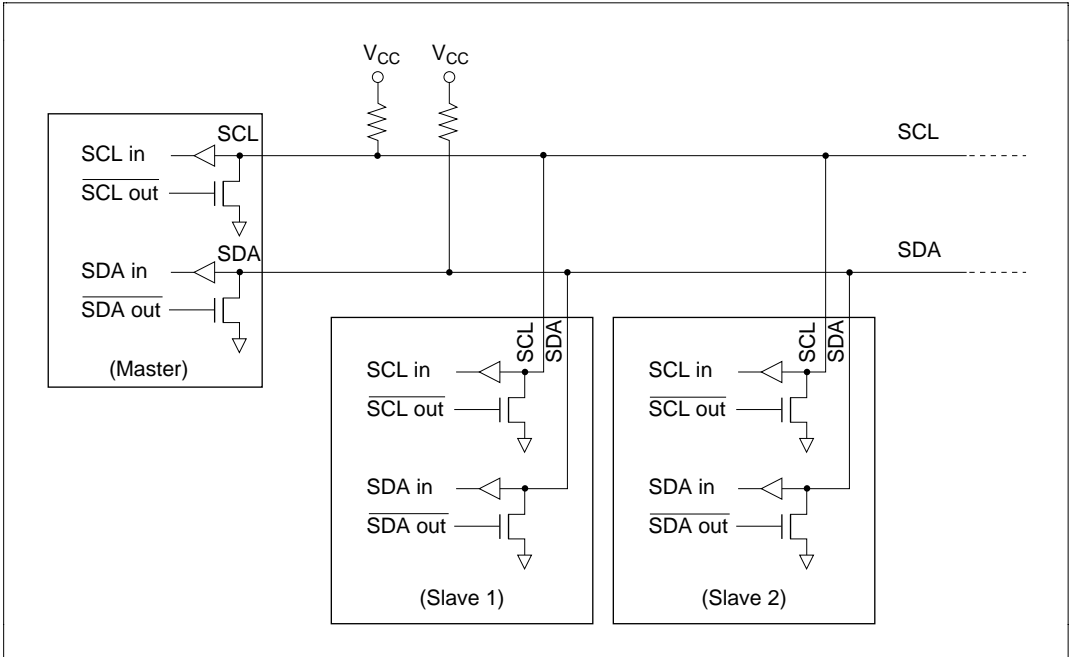 VCC
VCC
SCL
SCL in
SCL out
SDA
SDA in
SDA out
(Master)
SCL
SDA
SCL
SDA
SCL in
SCL out
SDA in
SDA out
(Slave 1)
SCL
SDA
SCL in
SCL out
SDA in
SDA out
(Slave 2)